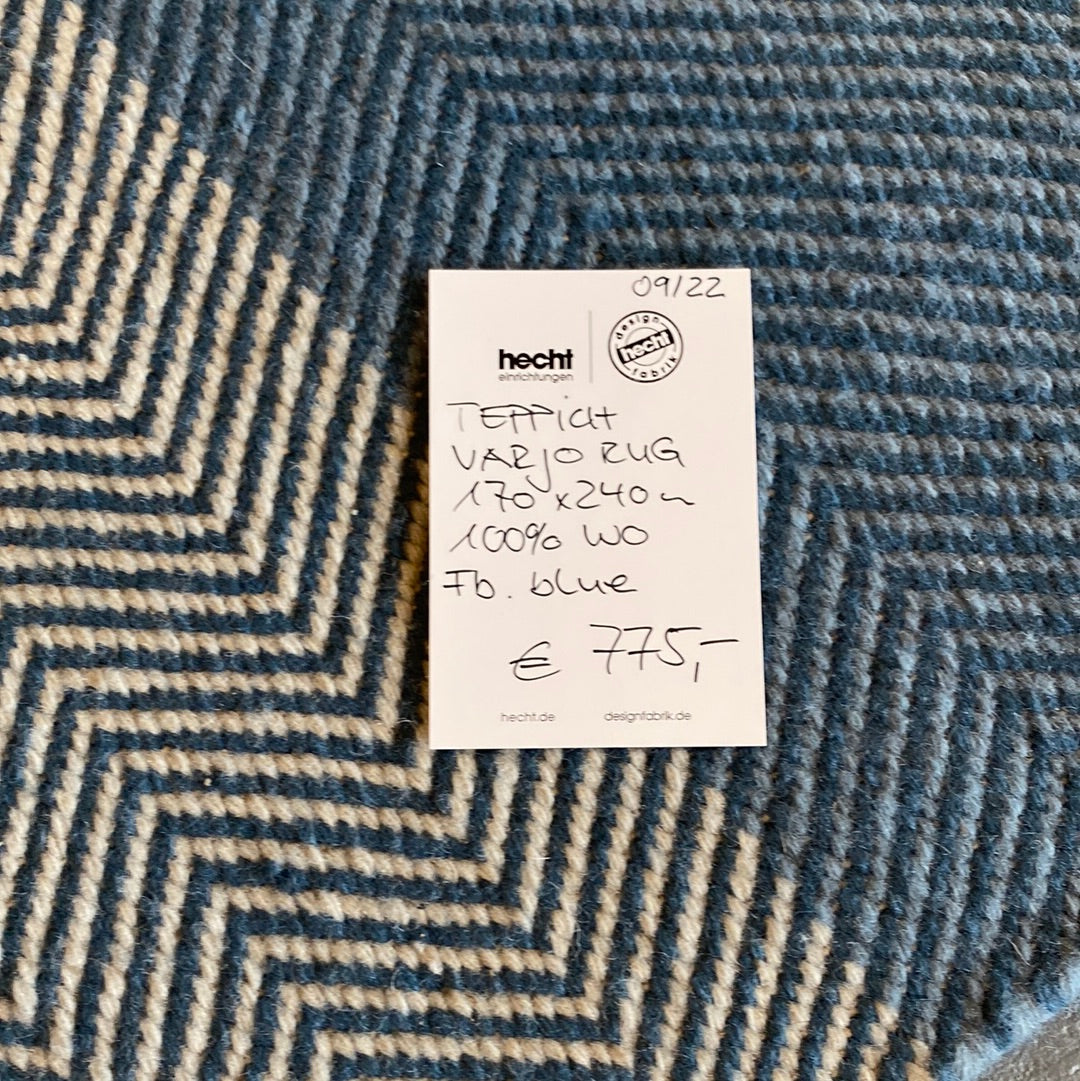 09/22
hecht
einrichtungen
design
hecht
fabrik
TEPPICH
VARJO RUG
170 x 240 cm
100% WO
Fb. blue
€ 775,-
hecht.de designfabrik.de